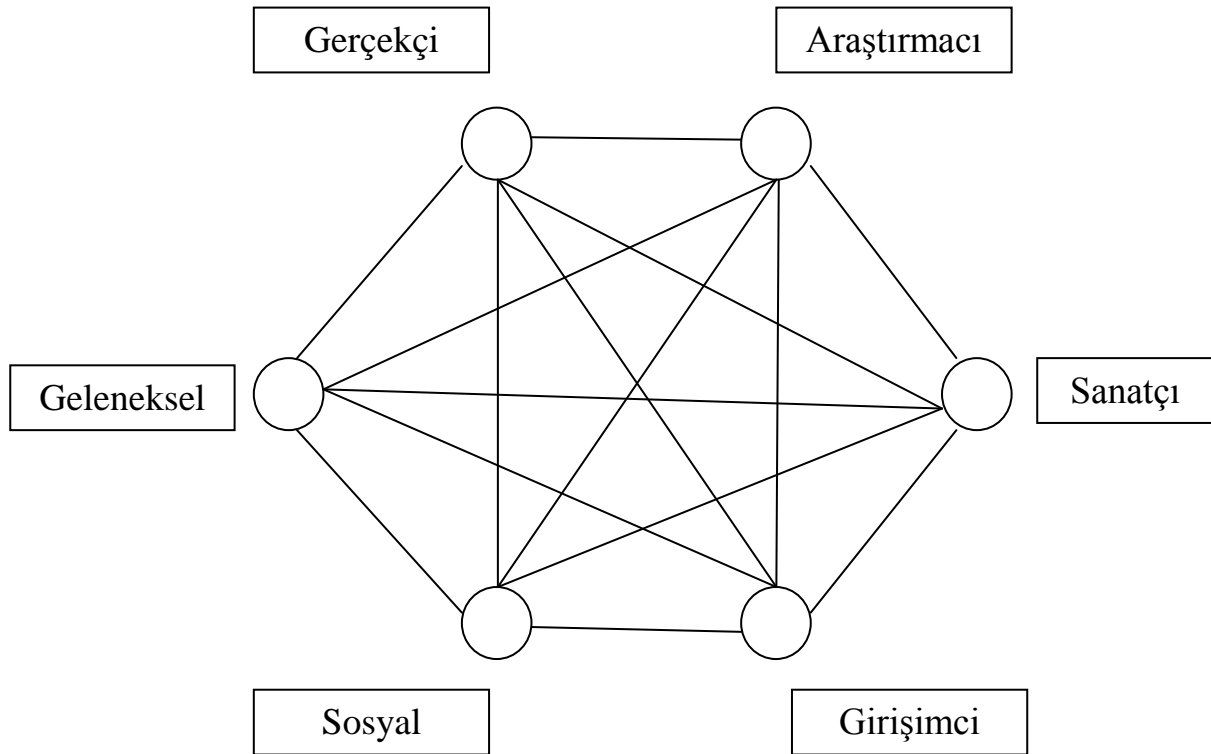 Gerçekçi
Araştırmacı
Geleneksel
Sanatçı
Sosyal
Girişimci